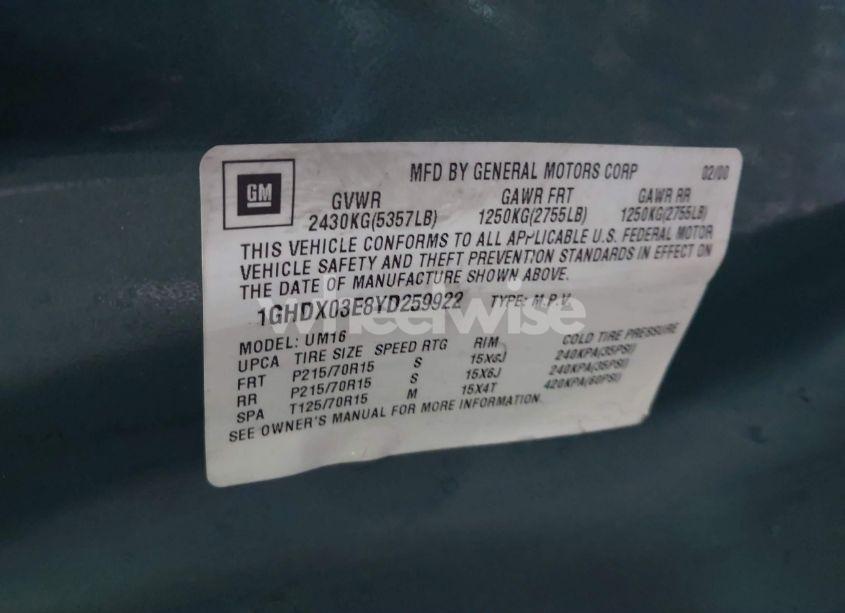 GM
MFD BY GENERAL MOTORS CORP 02/00
GVWR GAWR FRT GAWR RR
2430KG(5357LB) 1250KG(2755LB) 1250KG(2755LB)
THIS VEHICLE CONFORMS TO ALL APPLICABLE U.S. FEDERAL MOTOR
VEHICLE SAFETY AND THEFT PREVENTION STANDARDS IN EFFECT ON
THE DATE OF MANUFACTURE SHOWN ABOVE.
1GHDX03E8YD259922 TYPE: M.P.V.
wheelwise
MODEL: UM16
UPCA TIRE SIZE SPEED RTG RIM COLD TIRE PRESSURE
FRT P215/70R15 S 15X6J 240KPA(35PSI)
RR P215/70R15 S 15X6J 240KPA(35PSI)
SPA T125/70R15 M 15X4T 420KPA(60PSI)
SEE OWNER'S MANUAL FOR MORE INFORMATION.